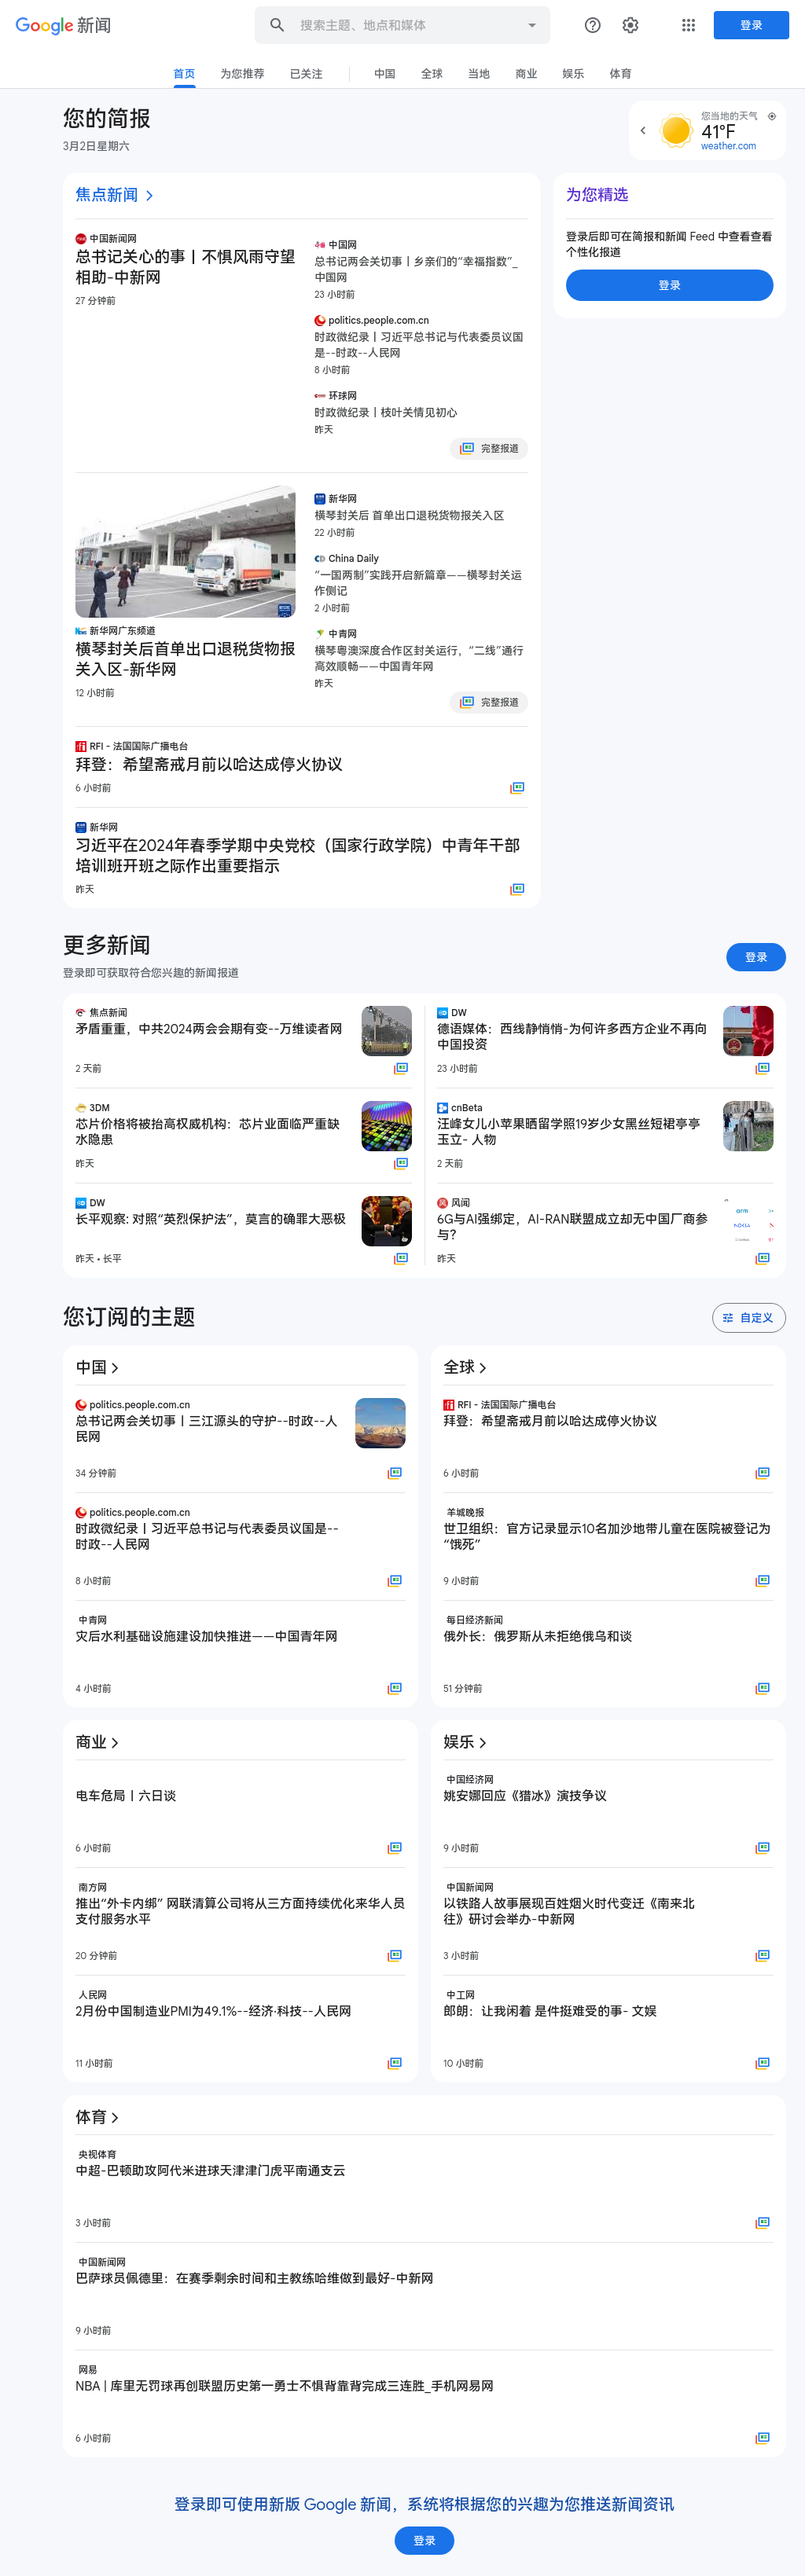 Google 新闻
搜索主题、地点和媒体
登录
首页
为您推荐
已关注
中国
全球
当地
商业
娱乐
体育
您的简报
3月2日星期六
您当地的天气
41°F
weather.com
焦点新闻
中国新闻网
总书记关心的事丨不惧风雨守望
相助-中新网
27 分钟前
中国网
总书记两会关切事丨乡亲们的“幸福指数”_
中国网
23 小时前
politics.people.com.cn
时政微纪录丨习近平总书记与代表委员议国
是--时政--人民网
8 小时前
环球网
时政微纪录丨枝叶关情见初心
昨天
完整报道
新华网广东频道
横琴封关后首单出口退税货物报
关入区-新华网
12 小时前
新华网
横琴封关后 首单出口退税货物报关入区
22 小时前
China Daily
“一国两制”实践开启新篇章——横琴封关运
作侧记
2 小时前
中青网
横琴粤澳深度合作区封关运行，“二线”通行
高效顺畅——中国青年网
昨天
完整报道
RFI - 法国国际广播电台
拜登：希望斋戒月前以哈达成停火协议
6 小时前
新华网
习近平在2024年春季学期中央党校（国家行政学院）中青年干部
培训班开班之际作出重要指示
昨天
为您精选
登录后即可在简报和新闻 Feed 中查看查看
个性化报道
登录
更多新闻
登录即可获取符合您兴趣的新闻报道
登录
焦点新闻
矛盾重重，中共2024两会会期有变--万维读者网
2 天前
DW
德语媒体：西线静悄悄-为何许多西方企业不再向
中国投资
23 小时前
3DM
芯片价格将被抬高权威机构：芯片业面临严重缺
水隐患
昨天
cnBeta
汪峰女儿小苹果晒留学照19岁少女黑丝短裙亭亭
玉立- 人物
2 天前
DW
长平观察: 对照“英烈保护法”，莫言的确罪大恶极
昨天 • 长平
风闻
6G与AI强绑定，AI-RAN联盟成立却无中国厂商参
与？
昨天
arm
您订阅的主题
自定义
中国
politics.people.com.cn
总书记两会关切事丨三江源头的守护--时政--人
民网
34 分钟前
politics.people.com.cn
时政微纪录丨习近平总书记与代表委员议国是--
时政--人民网
8 小时前
中青网
灾后水利基础设施建设加快推进——中国青年网
4 小时前
全球
RFI - 法国国际广播电台
拜登：希望斋戒月前以哈达成停火协议
6 小时前
羊城晚报
世卫组织：官方记录显示10名加沙地带儿童在医院被登记为
“饿死”
9 小时前
每日经济新闻
俄外长：俄罗斯从未拒绝俄乌和谈
51 分钟前
商业
电车危局丨六日谈
6 小时前
南方网
推出“外卡内绑” 网联清算公司将从三方面持续优化来华人员
支付服务水平
20 分钟前
人民网
2月份中国制造业PMI为49.1%--经济·科技--人民网
11 小时前
娱乐
中国经济网
姚安娜回应《猎冰》演技争议
9 小时前
中国新闻网
以铁路人故事展现百姓烟火时代变迁《南来北
往》研讨会举办-中新网
3 小时前
中工网
郎朗：让我闲着 是件挺难受的事- 文娱
10 小时前
体育
央视体育
中超-巴顿助攻阿代米进球天津津门虎平南通支云
3 小时前
中国新闻网
巴萨球员佩德里：在赛季剩余时间和主教练哈维做到最好-中新网
9 小时前
网易
NBA | 库里无罚球再创联盟历史第一勇士不惧背靠背完成三连胜_手机网易网
6 小时前
登录即可使用新版 Google 新闻，系统将根据您的兴趣为您推送新闻资讯
登录